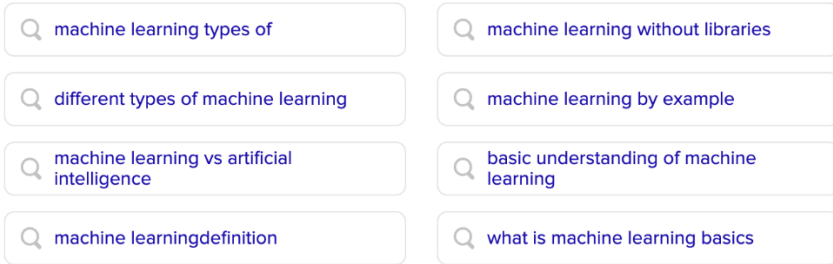 machine learning types of
different types of machine learning
machine learning vs artificial
intelligence
machine learningdefinition
machine learning without libraries
machine learning by example
basic understanding of machine
learning
what is machine learning basics